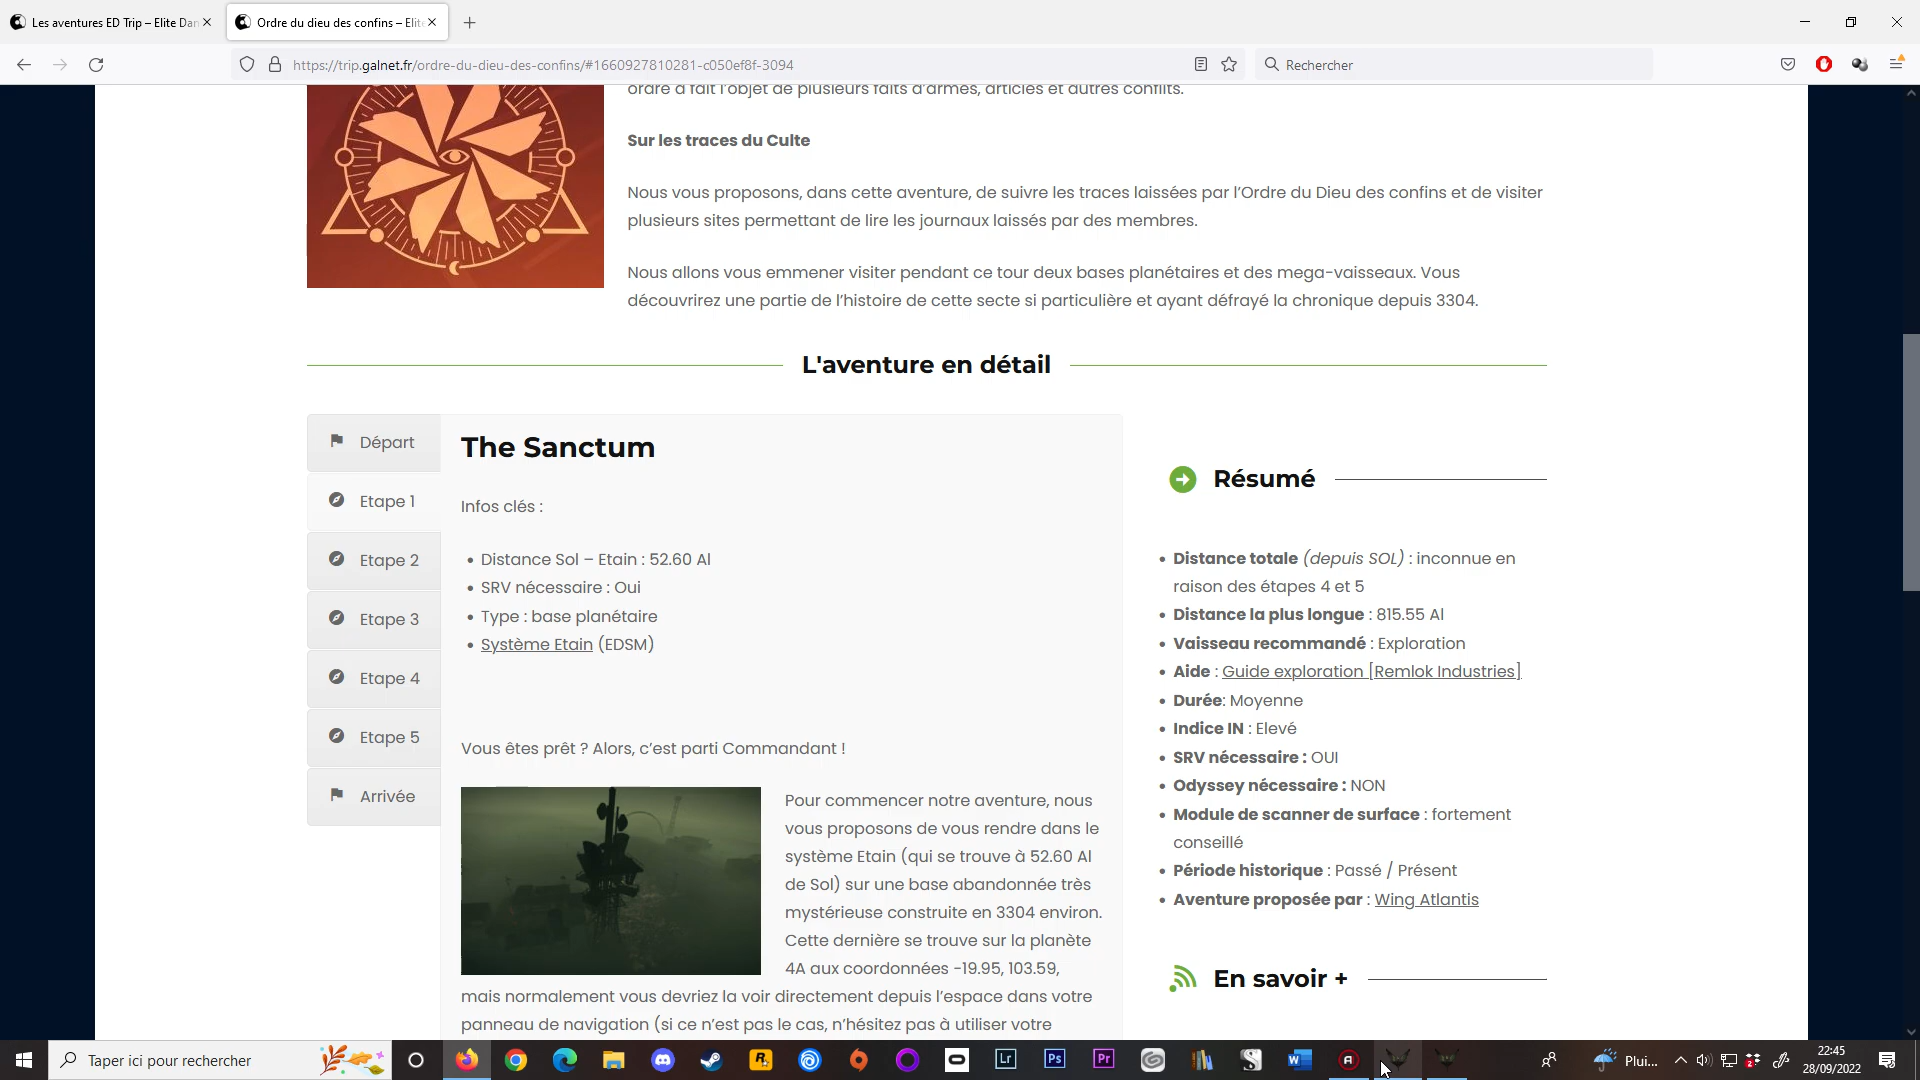 Les aventures ED Trip – Elite Dan
Ordre du dieu des confins – Elite
https://trip.galnet.fr/ordre-du-dieu-des-confins/#1660927810281-c050ef8f-3094
Rechercher
ordre a fait l'objet de plusieurs faits d'armes, articles et autres conflits.
Sur les traces du Culte
Nous vous proposons, dans cette aventure, de suivre les traces laissées par l'Ordre du Dieu des confins et de visiter
plusieurs sites permettant de lire les journaux laissés par des membres.
Nous allons vous emmener visiter pendant ce tour deux bases planétaires et des mega-vaisseaux. Vous
découvrirez une partie de l'histoire de cette secte si particulière et ayant défrayé la chronique depuis 3304.
L'aventure en détail
Départ
Etape 1
Etape 2
Etape 3
Etape 4
Etape 5
Arrivée
The Sanctum
Infos clés :
• Distance Sol – Etain : 52.60 Al
• SRV nécessaire : Oui
• Type : base planétaire
• Système Etain (EDSM)
Vous êtes prêt ? Alors, c'est parti Commandant !
Pour commencer notre aventure, nous
vous proposons de vous rendre dans le
système Etain (qui se trouve à 52.60 Al
de Sol) sur une base abandonnée très
mystérieuse construite en 3304 environ.
Cette dernière se trouve sur la planète
4A aux coordonnées -19.95, 103.59,
mais normalement vous devriez la voir directement depuis l'espace dans votre
panneau de navigation (si ce n'est pas le cas, n'hésitez pas à utiliser votre
Résumé
• Distance totale (depuis SOL) : inconnue en
raison des étapes 4 et 5
• Distance la plus longue : 815.55 Al
• Vaisseau recommandé : Exploration
• Aide : Guide exploration [Remlok Industries]
• Durée: Moyenne
• Indice IN : Elevé
• SRV nécessaire : OUI
• Odyssey nécessaire : NON
• Module de scanner de surface : fortement
conseillé
• Période historique : Passé / Présent
• Aventure proposée par : Wing Atlantis
En savoir +
Taper ici pour rechercher
Lr
Ps
Pr
Plui...
22:45
28/09/2022